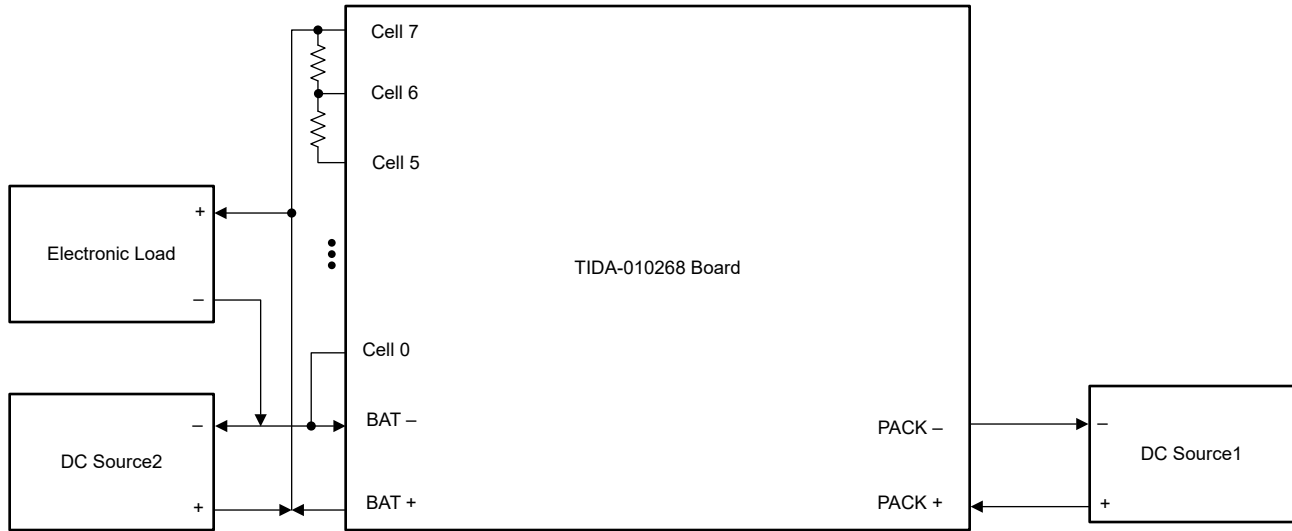 Cell 7
Cell 6
Cell 5
+
Electronic Load
–
TIDA-010268 Board
Cell 0
–
BAT –
PACK –
–
DC Source2
DC Source1
+
BAT +
PACK +
+